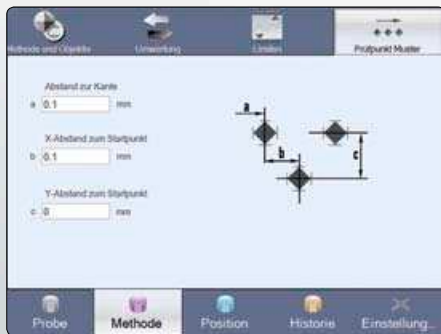 Methode und Objekte
Umwertung
Limiten
Prüfpunkt Muster
Abstand zur Kante
a 0.1 mm
X-Abstand zum Startpunkt
b 0.1 mm
Y-Abstand zum Startpunkt
c 0 mm
a
b
c
Probe
Methode
Position
Historie
Einstellung...